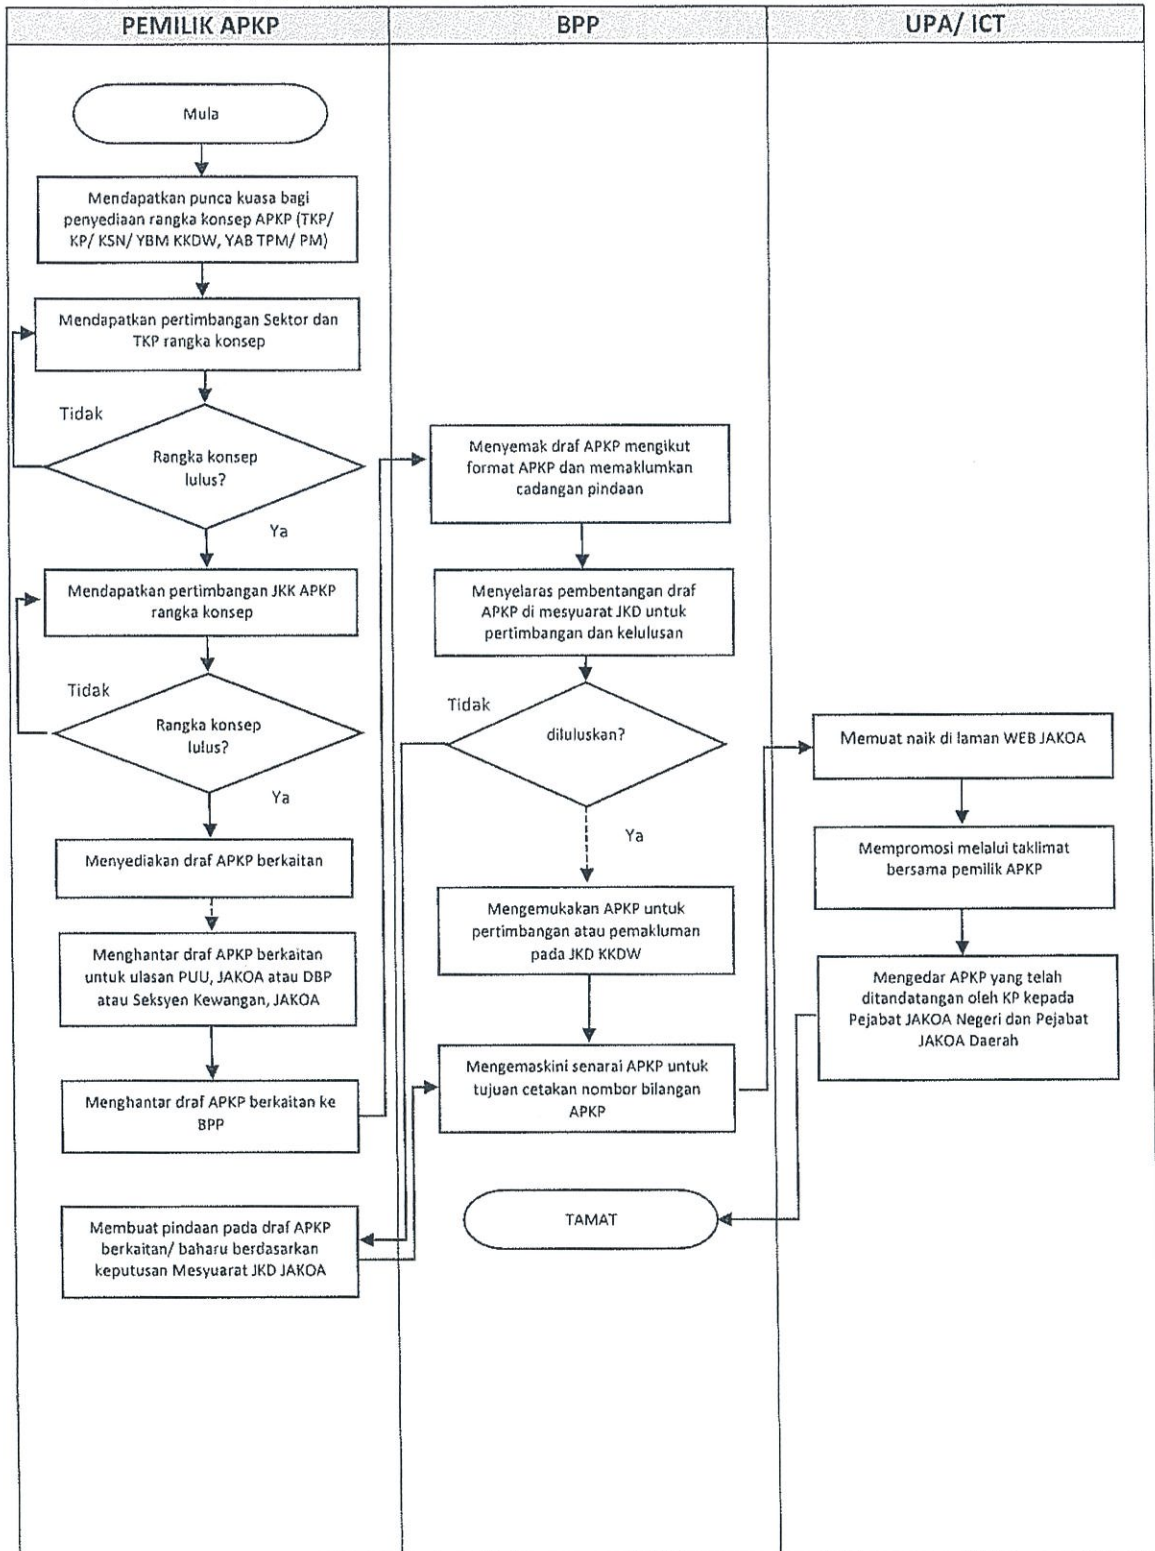 PEMILIK APKP
BPP
UPA/ ICT
Mula
Mendapatkan punca kuasa bagi
penyediaan rangka konsep APKP (TKP/
KP/ KSN/ YBM KKDW, YAB TPM/ PM)
Mendapatkan pertimbangan Sektor dan
TKP rangka konsep
Tidak
Rangka konsep
lulus?
Ya
Mendapatkan pertimbangan JKK APKP
rangka konsep
Tidak
Rangka konsep
lulus?
Ya
Menyediakan draf APKP berkaitan
Menghantar draf APKP berkaitan
untuk ulasan PUU, JAKOA atau DBP
atau Seksyen Kewangan, JAKOA
Menghantar draf APKP berkaitan ke
BPP
Membuat pindaan pada draf APKP
berkaitan/ baharu berdasarkan
keputusan Mesyuarat JKD JAKOA
Menyemak draf APKP mengikut
format APKP dan memaklumkan
cadangan pindaan
Menyelaras pembentangan draf
APKP di mesyuarat JKD untuk
pertimbangan dan kelulusan
Tidak
diluluskan?
Ya
Mengemukakan APKP untuk
pertimbangan atau pemakluman
pada JKD KKDW
Mengemaskini senarai APKP untuk
tujuan cetakan nombor bilangan
APKP
TAMAT
Memuat naik di laman WEB JAKOA
Mempromosi melalui taklimat
bersama pemilik APKP
Mengedar APKP yang telah
ditandatangan oleh KP kepada
Pejabat JAKOA Negeri dan Pejabat
JAKOA Daerah